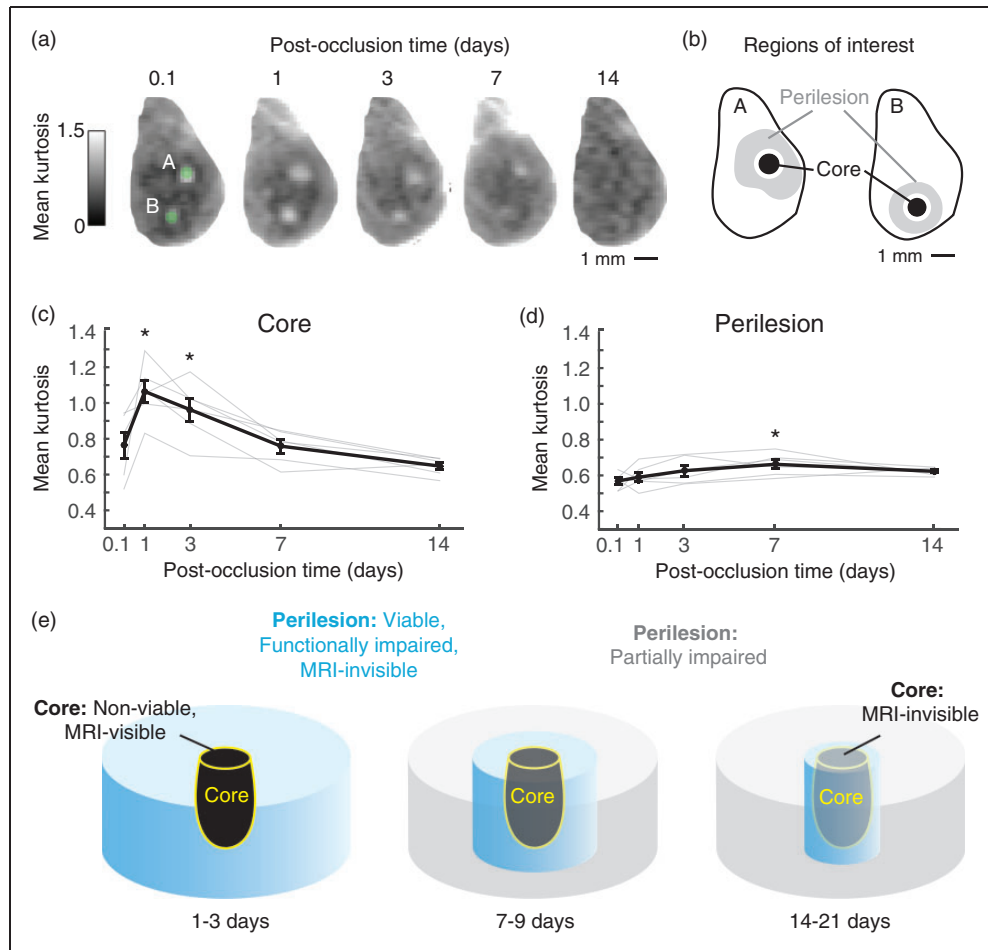 (a)
Post-occlusion time (days)
0.1 1 3 7 14
Mean kurtosis
1.5
0
A
B
1 mm
(b)
Regions of interest
A
B
Perilesion
Core
1 mm
(c)
Core
Mean kurtosis
1.4
1.2
1.0
0.8
0.6
0.4
* *
0.1 1 3 7 14
Post-occlusion time (days)
(d)
Perilesion
Mean kurtosis
1.4
1.2
1.0
0.8
0.6
0.4
*
0.1 1 3 7 14
Post-occlusion time (days)
(e)
Perilesion: Viable,
Functionally impaired,
MRI-invisible
Perilesion:
Partially impaired
Core: Non-viable,
MRI-visible
Core:
MRI-invisible
Core
Core
Core
1-3 days
7-9 days
14-21 days